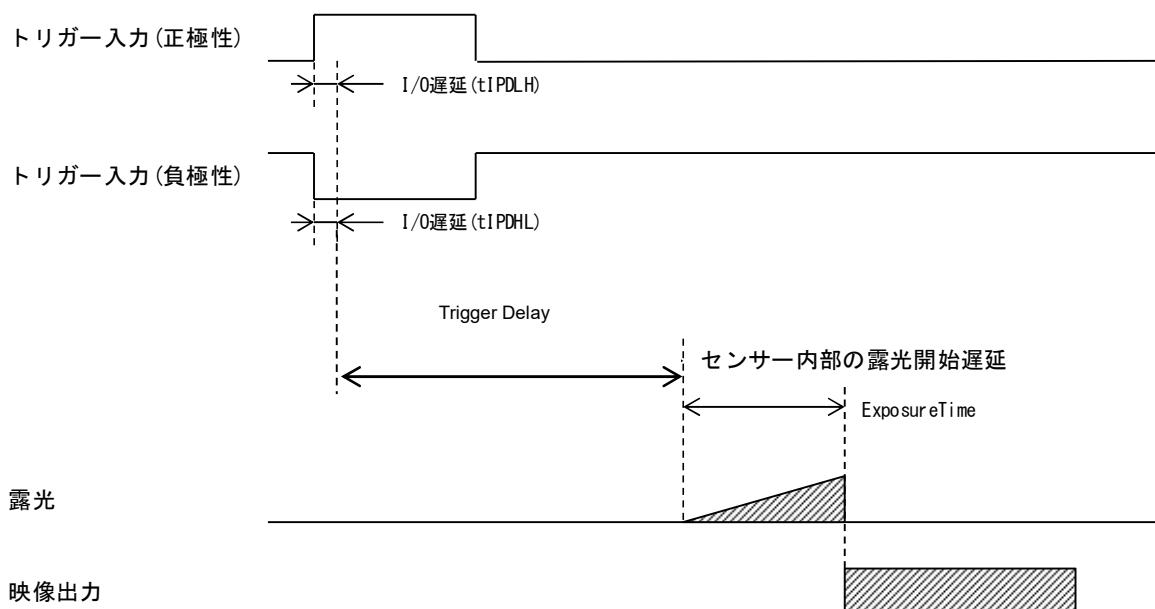 トリガー入力(正極性)
I/O遅延(tIPDLH)
トリガー入力(負極性)
I/O遅延(tIPDHL)
Trigger Delay
センサー内部の露光開始遅延
ExposureTime
露光
映像出力